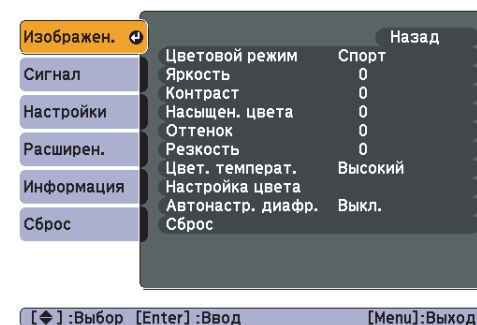 Изображен.
Сигнал
Настройки
Расширен.
Информация
Сброс
Назад
Цветовой режим Спорт
Яркость 0
Контраст 0
Насыщен. цвета 0
Оттенок 0
Резкость 0
Цвет. температ. Высокий
Настройка цвета
Автонастр. диафр. Выкл.
Сброс
[◆] :Выбор [Enter] :Ввод [Menu]:Выход